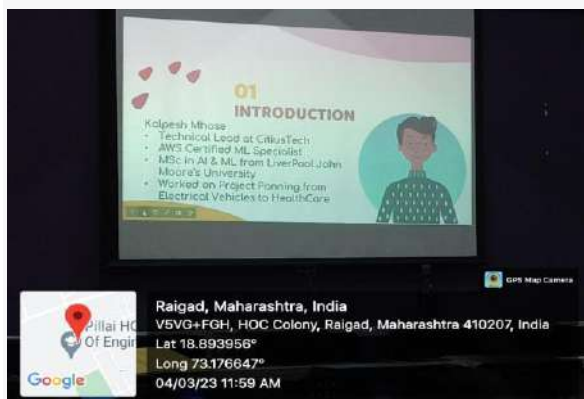 01
INTRODUCTION
Kalpesh Mhase
• Technical Lead at CitiusTech
• AWS Certified ML Specialist
• MSc in AI & ML from LiverPool John
Moore's University
• Worked on Project Panning from
Electrical Vehicles to HealthCare
GPS Map Camera
Pillai HO
Of Engin
Google
Raigad, Maharashtra, India
V5VG+FGH, HOC Colony, Raigad, Maharashtra 410207, India
Lat 18.893956°
Long 73.176647°
04/03/23 11:59 AM